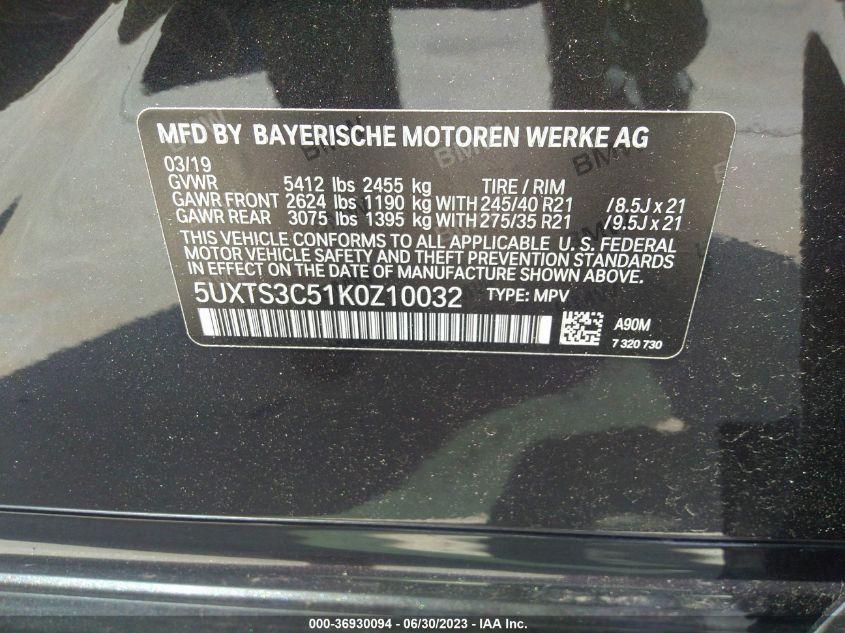 MFD BY BAYERISCHE MOTOREN WERKE AG
03/19
GVWR 5412 lbs 2455 kg TIRE / RIM
GAWR FRONT 2624 lbs 1190 kg WITH 245/40 R21 /8.5J x 21
GAWR REAR 3075 lbs 1395 kg WITH 275/35 R21 /9.5J x 21
THIS VEHICLE CONFORMS TO ALL APPLICABLE U. S. FEDERAL
MOTOR VEHICLE SAFETY AND THEFT PREVENTION STANDARDS
IN EFFECT ON THE DATE OF MANUFACTURE SHOWN ABOVE.
5UXTS3C51K0Z10032 TYPE: MPV
A90M
7 320 730
000-36930094 - 06/30/2023 - IAA Inc.